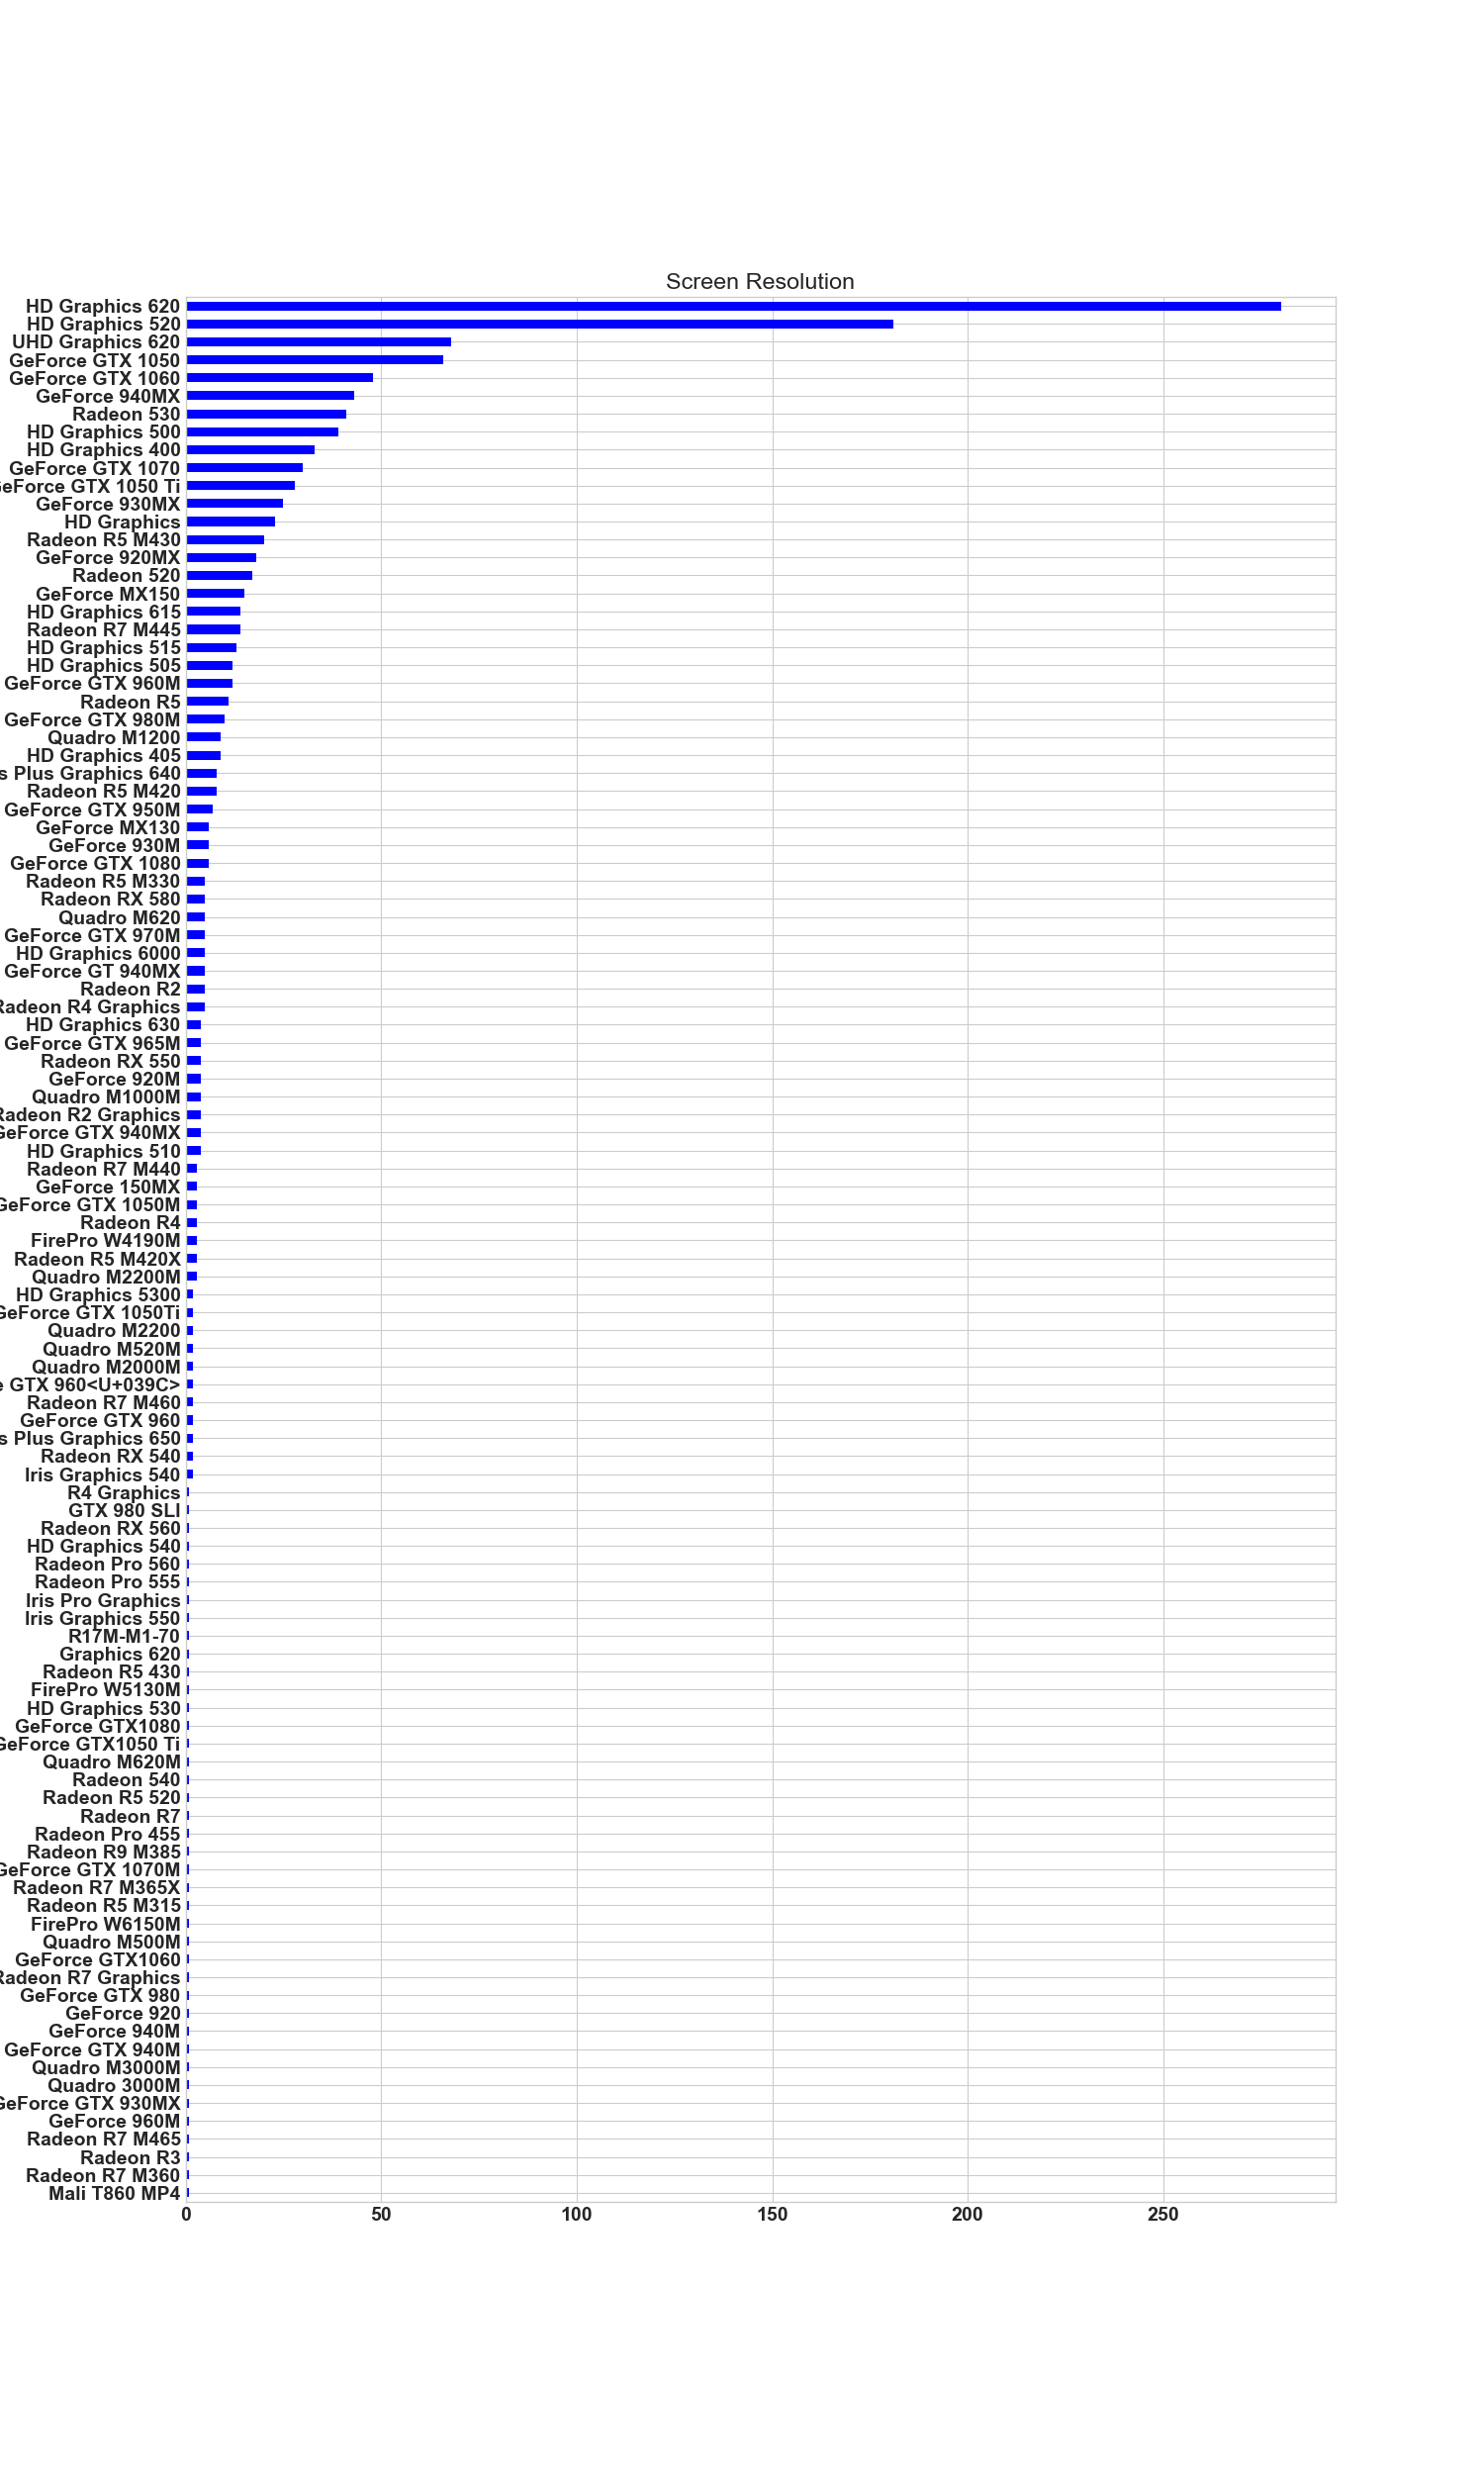 Screen Resolution
HD Graphics 620
HD Graphics 520
UHD Graphics 620
GeForce GTX 1050
GeForce GTX 1060
GeForce 940MX
Radeon 530
HD Graphics 500
HD Graphics 400
GeForce GTX 1070
GeForce GTX 1050 Ti
GeForce 930MX
HD Graphics
Radeon R5 M430
GeForce 920MX
Radeon 520
GeForce MX150
HD Graphics 615
Radeon R7 M445
HD Graphics 515
HD Graphics 505
GeForce GTX 960M
Radeon R5
GeForce GTX 980M
Quadro M1200
HD Graphics 405
s Plus Graphics 640
Radeon R5 M420
GeForce GTX 950M
GeForce MX130
GeForce 930M
GeForce GTX 1080
Radeon R5 M330
Radeon RX 580
Quadro M620
GeForce GTX 970M
HD Graphics 6000
GeForce GT 940MX
Radeon R2
Radeon R4 Graphics
HD Graphics 630
GeForce GTX 965M
Radeon RX 550
GeForce 920M
Quadro M1000M
Radeon R2 Graphics
GeForce GTX 940MX
HD Graphics 510
Radeon R7 M440
GeForce 150MX
GeForce GTX 1050M
Radeon R4
FirePro W4190M
Radeon R5 M420X
Quadro M2200M
HD Graphics 5300
GeForce GTX 1050Ti
Quadro M2200
Quadro M520M
Quadro M2000M
e GTX 960<U+039C>
Radeon R7 M460
GeForce GTX 960
s Plus Graphics 650
Radeon RX 540
Iris Graphics 540
R4 Graphics
GTX 980 SLI
Radeon RX 560
HD Graphics 540
Radeon Pro 560
Radeon Pro 555
Iris Pro Graphics
Iris Graphics 550
R17M-M1-70
Graphics 620
Radeon R5 430
FirePro W5130M
HD Graphics 530
GeForce GTX1080
GeForce GTX1050 Ti
Quadro M620M
Radeon 540
Radeon R5 520
Radeon R7
Radeon Pro 455
Radeon R9 M385
GeForce GTX 1070M
Radeon R7 M365X
Radeon R5 M315
FirePro W6150M
Quadro M500M
GeForce GTX1060
Radeon R7 Graphics
GeForce GTX 980
GeForce 920
GeForce 940M
GeForce GTX 940M
Quadro M3000M
Quadro 3000M
GeForce GTX 930MX
GeForce 960M
Radeon R7 M465
Radeon R3
Radeon R7 M360
Mali T860 MP4
0 50 100 150 200 250